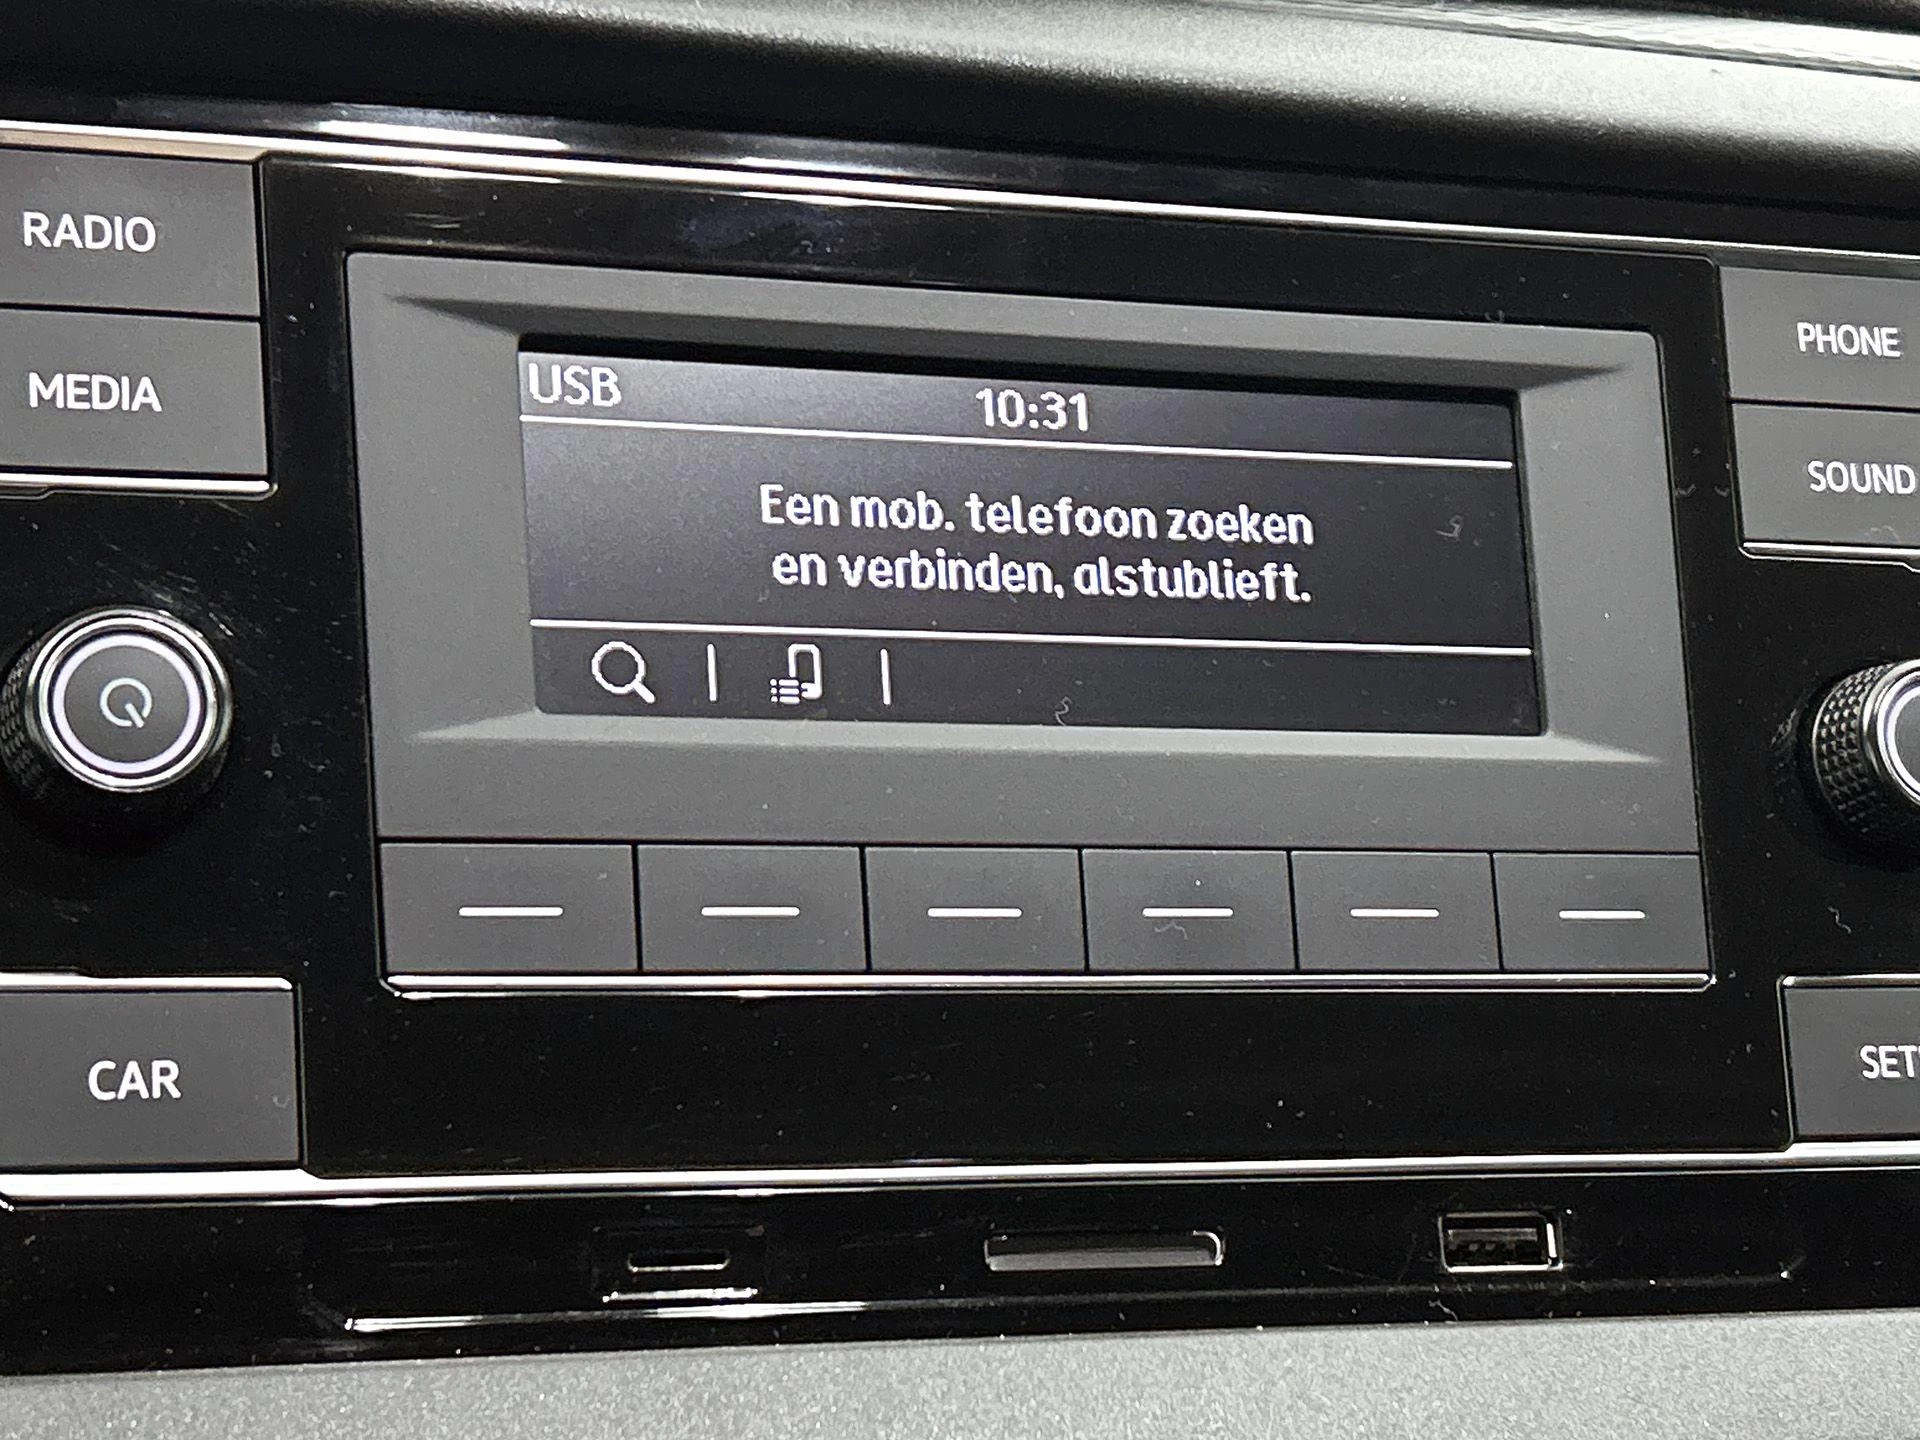 RADIO
MEDIA
USB
10:31
Een mob. telefoon zoeken
en verbinden, alstublieft.
PHONE
SOUND
CAR